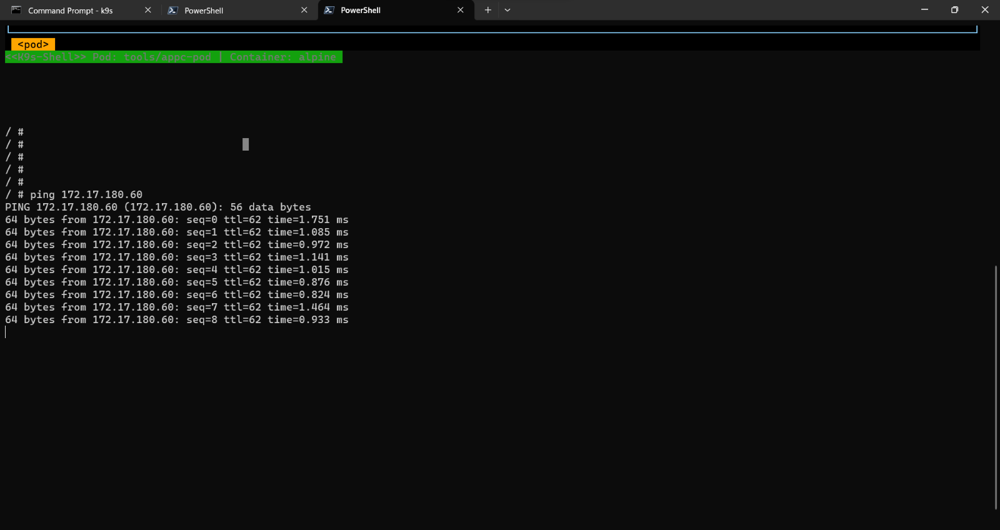 Command Prompt - k9s
PowerShell
PowerShell
<pod>
<<K9s-Shell>> Pod: tools/appc-pod | Container: alpine
/ #
/ #
/ #
/ #
/ #
/ # ping 172.17.180.60
PING 172.17.180.60 (172.17.180.60): 56 data bytes
64 bytes from 172.17.180.60: seq=0 ttl=62 time=1.751 ms
64 bytes from 172.17.180.60: seq=1 ttl=62 time=1.085 ms
64 bytes from 172.17.180.60: seq=2 ttl=62 time=0.972 ms
64 bytes from 172.17.180.60: seq=3 ttl=62 time=1.141 ms
64 bytes from 172.17.180.60: seq=4 ttl=62 time=1.015 ms
64 bytes from 172.17.180.60: seq=5 ttl=62 time=0.876 ms
64 bytes from 172.17.180.60: seq=6 ttl=62 time=0.824 ms
64 bytes from 172.17.180.60: seq=7 ttl=62 time=1.464 ms
64 bytes from 172.17.180.60: seq=8 ttl=62 time=0.933 ms